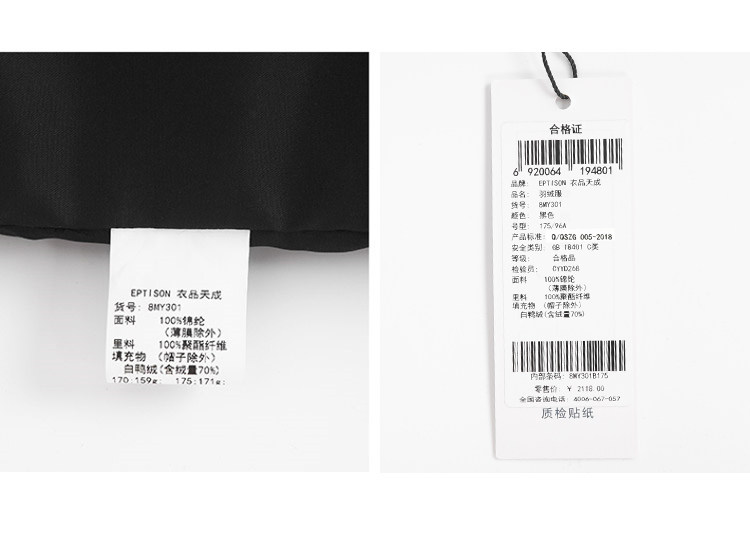 EPTISON 衣品天成
货号: 8MY301
面料 100%锦纶
(薄膜除外)
里料 100%聚酯纤维
填充物 (帽子除外)
白鸭绒(含绒量70%)
170:159g; 175:171g;
合格证
6 920064 194801
品牌: EPTISON 衣品天成
品名: 羽绒服
货号: 8MY301
颜色: 黑色
号型: 175/96A
产品标准: Q/QSZG 005-2018
安全类别: GB 18401 C类
等级: 合格品
检验员: CYYD268
面料 100%锦纶
(薄膜除外)
里料 100%聚酯纤维
填充物 (帽子除外)
白鸭绒(含绒量70%)
内部条码: 8MY301B175
零售价: ¥ 2118.00
全国咨询电话: 4006-067-057
质检贴纸